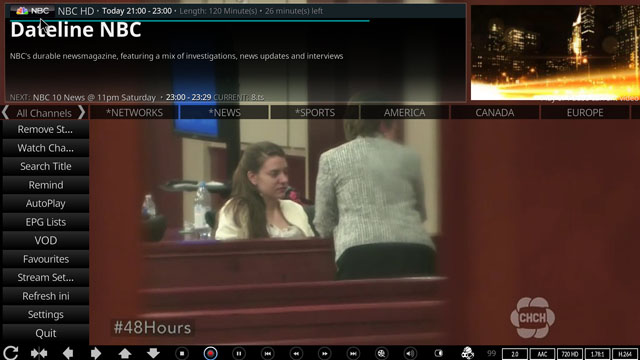 NBC NBC HD • Today 21:00 - 23:00 • Length: 120 Minute(s) • 26 minute(s) left
Dateline NBC
NBC's durable newsmagazine, featuring a mix of investigations, news updates and interviews
NEXT: NBC 10 News @ 11pm Saturday • 23:00 - 23:29 CURRENT: 8.ts
All Channels *NETWORKS *NEWS *SPORTS AMERICA CANADA EUROPE
Remove St...
Watch Cha...
Search Title
Remind
AutoPlay
EPG Lists
VOD
Favourites
Stream Set...
Refresh ini
Settings
Quit
#48Hours
CHCH
99 2.0 AAC 720 HD 1.78:1 H.264